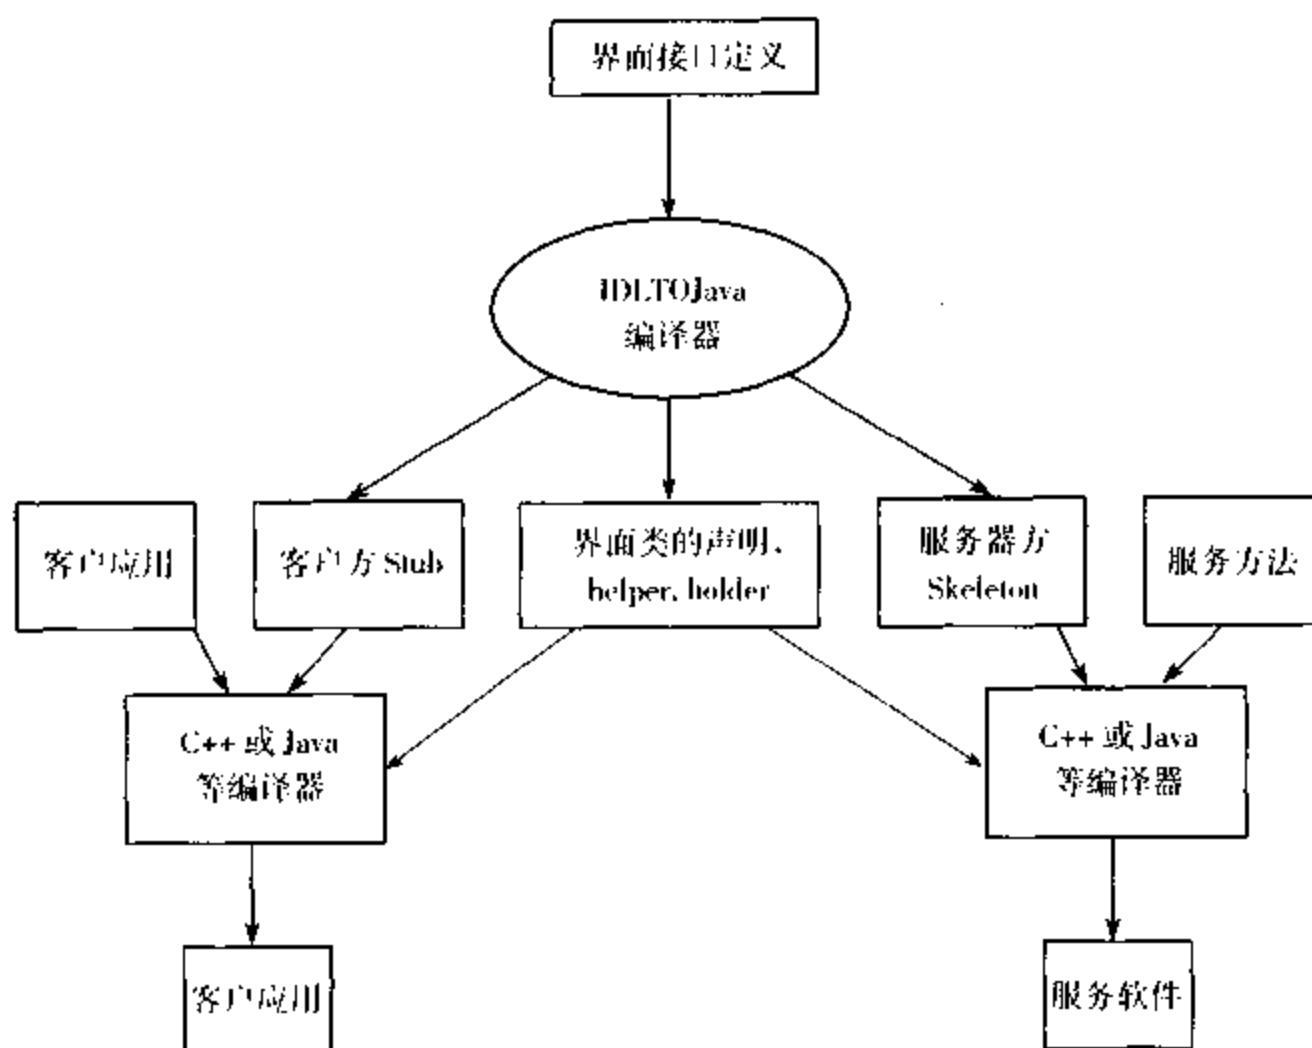 界面接口定义
IDLTOJava
编译器
客户应用
客户方 Stub
界面类的声明、
helper、holder
服务器方
Skeleton
服务方法
C++ 或 Java
等编译器
C++ 或 Java
等编译器
客户应用
服务软件